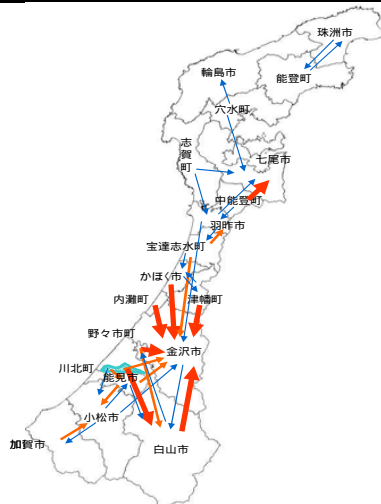 珠洲市
輪島市
能登町
穴水町
志賀町
七尾市
中能登町
羽咋市
宝達志水町
かほく市
内灘町
津幡町
野々市町
金沢市
川北町
能見市
小松市
加賀市
白山市